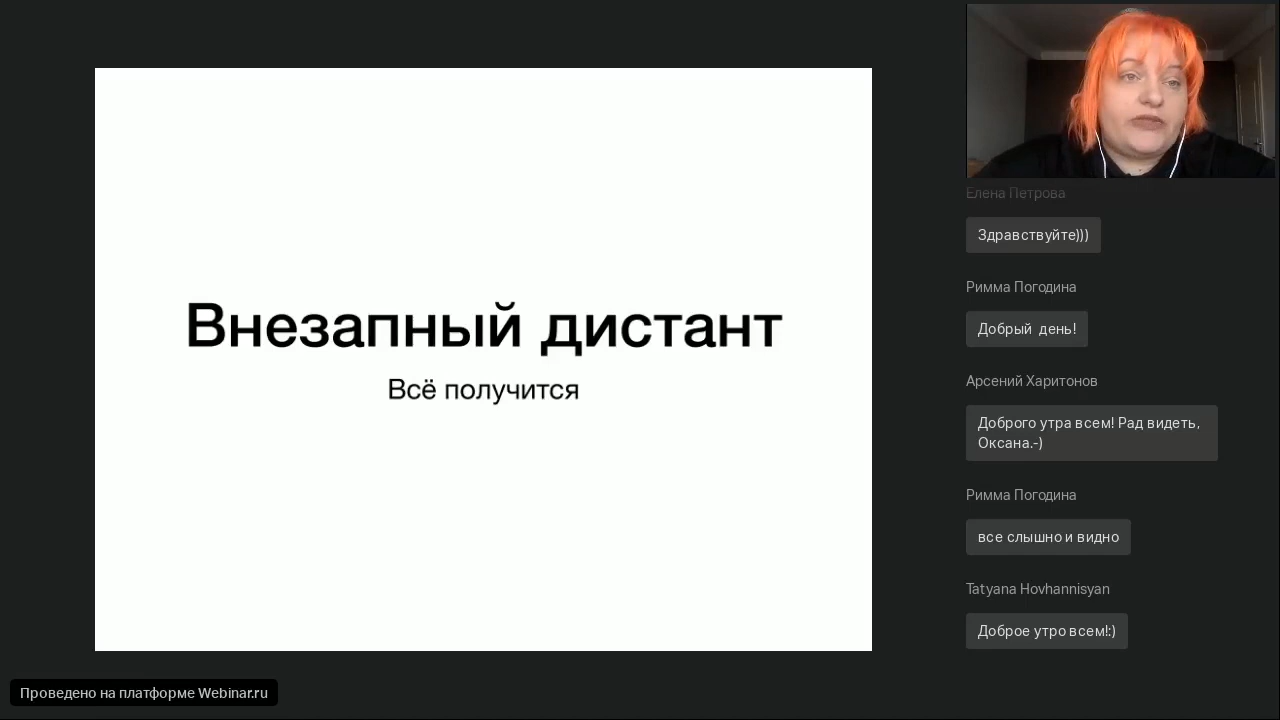 Внезапный дистант
Всё получится
Елена Петрова
Здравствуйте)))
Римма Погодина
Добрый день!
Арсений Харитонов
Доброго утра всем! Рад видеть,
Оксана.-)
Римма Погодина
все слышно и видно
Tatyana Hovhannisyan
Доброе утро всем!:)
Проведено на платформе Webinar.ru